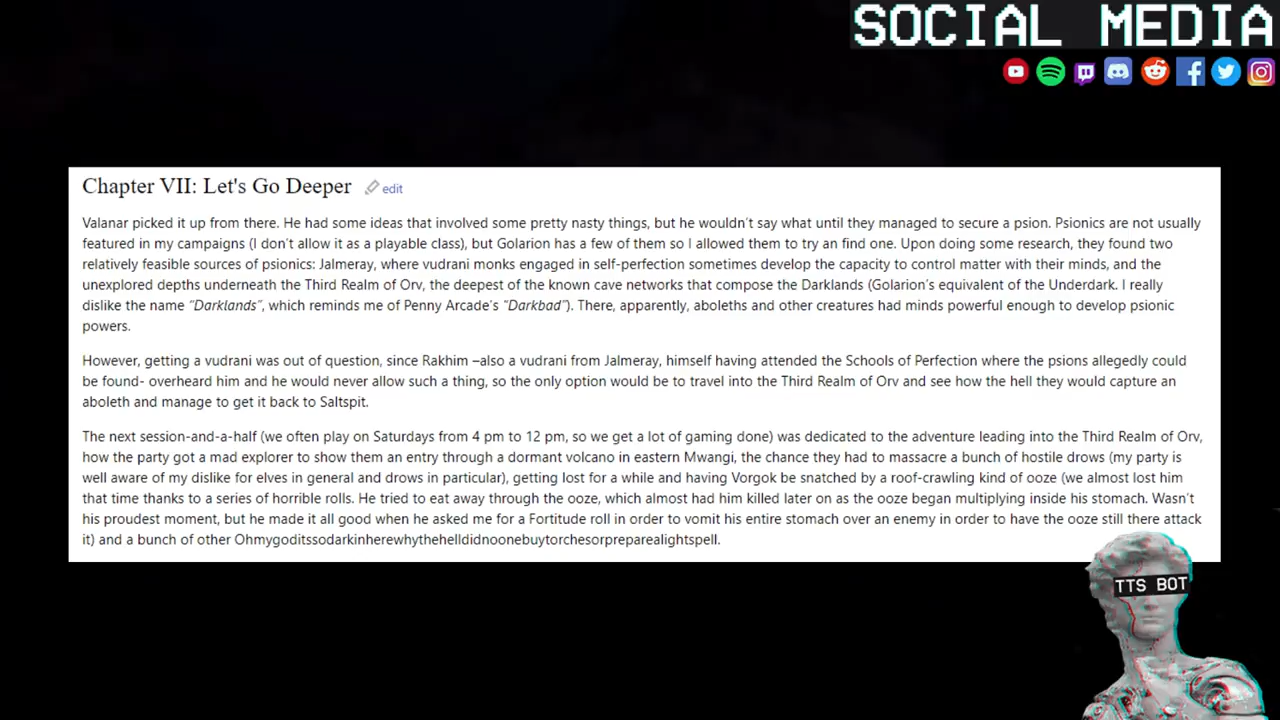 SOCIAL MEDIA
Chapter VII: Let's Go Deeper edit
Valanar picked it up from there. He had some ideas that involved some pretty nasty things, but he wouldn't say what until they managed to secure a psion. Psionics are not usually
featured in my campaigns (I don't allow it as a playable class), but Golarion has a few of them so I allowed them to try an find one. Upon doing some research, they found two
relatively feasible sources of psionics: Jalmeray, where vudrani monks engaged in self-perfection sometimes develop the capacity to control matter with their minds, and the
unexplored depths underneath the Third Realm of Orv, the deepest of the known cave networks that compose the Darklands (Golarion's equivalent of the Underdark. I really
dislike the name "Darklands", which reminds me of Penny Arcade's "Darkbad"). There, apparently, aboleths and other creatures had minds powerful enough to develop psionic
powers.
However, getting a vudrani was out of question, since Rakhim –also a vudrani from Jalmeray, himself having attended the Schools of Perfection where the psions allegedly could
be found- overheard him and he would never allow such a thing, so the only option would be to travel into the Third Realm of Orv and see how the hell they would capture an
aboleth and manage to get it back to Saltspit.
The next session-and-a-half (we often play on Saturdays from 4 pm to 12 pm, so we get a lot of gaming done) was dedicated to the adventure leading into the Third Realm of Orv,
how the party got a mad explorer to show them an entry through a dormant volcano in eastern Mwangi, the chance they had to massacre a bunch of hostile drows (my party is
well aware of my dislike for elves in general and drows in particular), getting lost for a while and having Vorgok be snatched by a roof-crawling kind of ooze (we almost lost him
that time thanks to a series of horrible rolls. He tried to eat away through the ooze, which almost had him killed later on as the ooze began multiplying inside his stomach. Wasn't
his proudest moment, but he made it all good when he asked me for a Fortitude roll in order to vomit his entire stomach over an enemy in order to have the ooze still there attack
it) and a bunch of other Ohmygoditssodarkinherewhythehelldidnoonebuytorchesorpreparealightspell.
TTS BOT